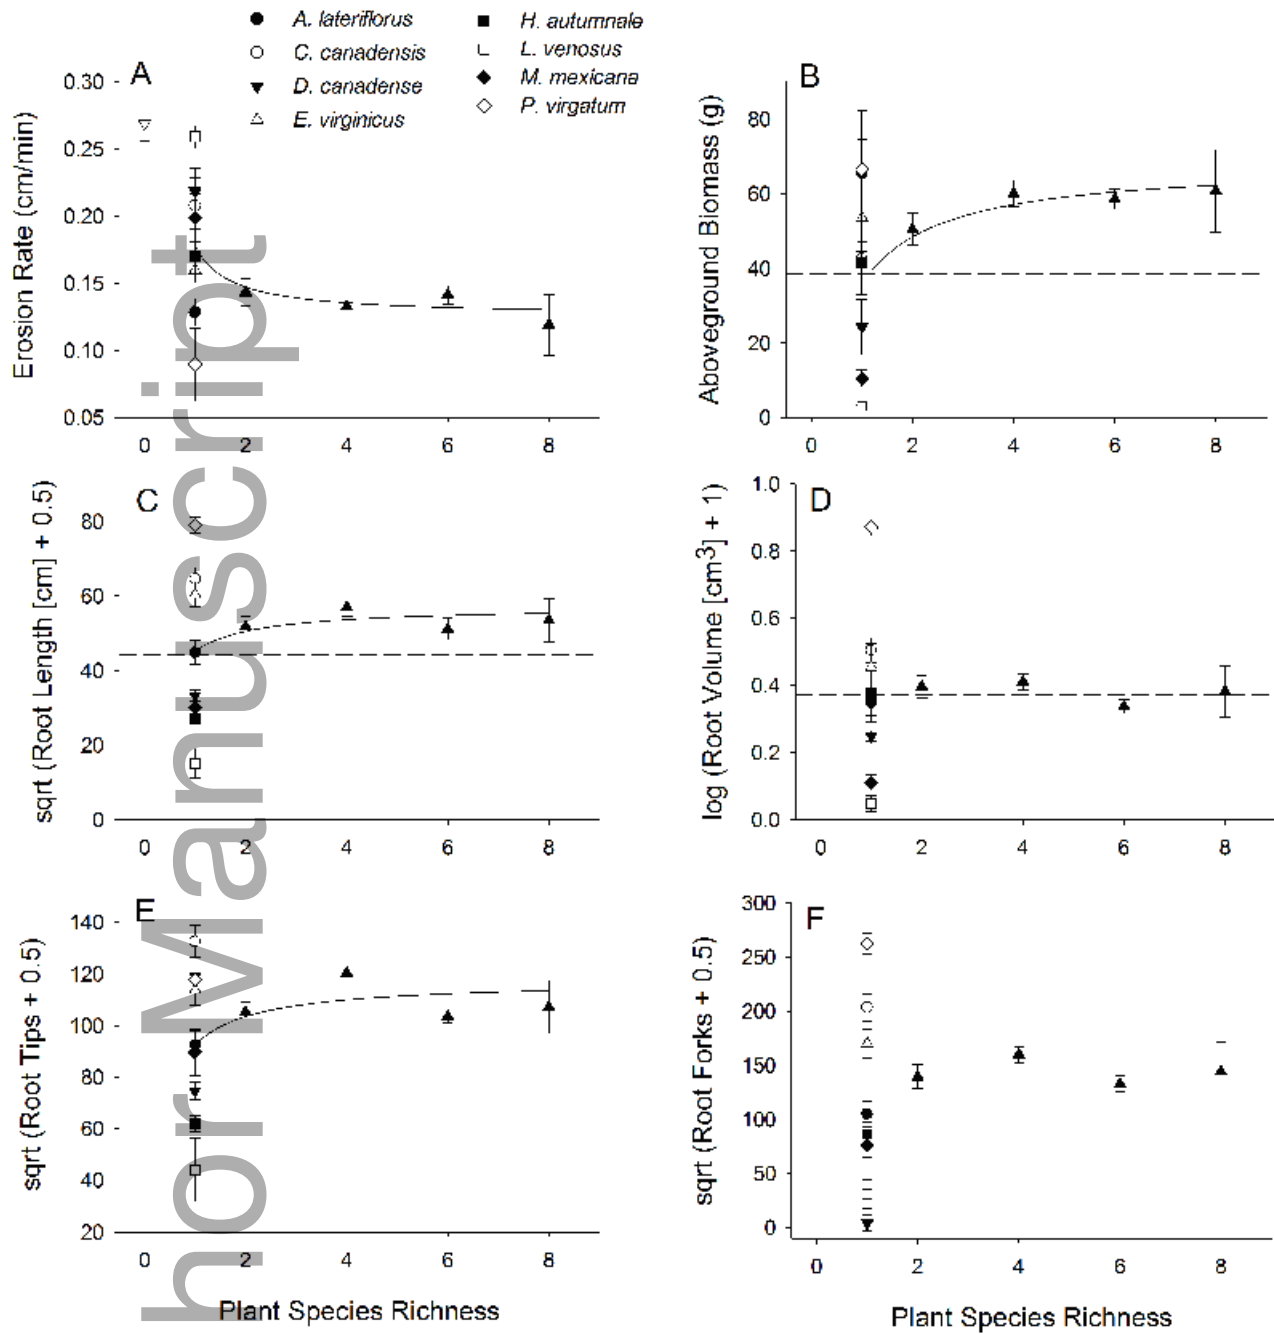 A. lateriflorus
C. canadensis
D. canadense
E. virginicus
H. autumnale
L. venosus
M. mexicana
P. virgatum
A
Erosion Rate (cm/min)
0.30
0.25
0.20
0.15
0.10
0.05
0 2 4 6 8
B
Aboveground Biomass (g)
80
60
40
20
0
0 2 4 6 8
C
sqrt (Root Length [cm] + 0.5)
80
60
40
20
0
0 2 4 6 8
D
log (Root Volume [cm3] + 1)
1.0
0.8
0.6
0.4
0.2
0.0
0 2 4 6 8
E
sqrt (Root Tips + 0.5)
140
120
100
80
60
40
20
0 2 4 6 8
Plant Species Richness
F
sqrt (Root Forks + 0.5)
300
250
200
150
100
50
0
0 2 4 6 8
Plant Species Richness
hor Manuscript